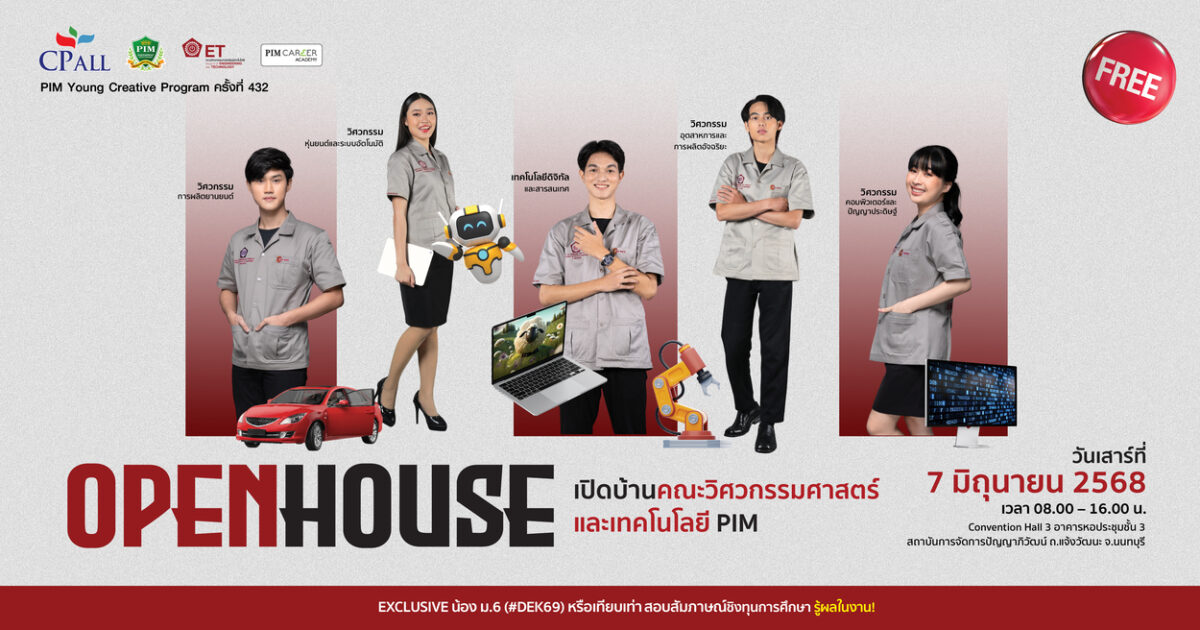 CPALL
PIM
ET
PIM CAREER
ACADEMY
PIM Young Creative Program ครั้งที่ 432
FREE
วิศวกรรม
การผลิตยานยนต์
วิศวกรรม
หุ่นยนต์และระบบอัตโนมัติ
เทคโนโลยีดิจิทัล
และสารสนเทศ
วิศวกรรม
อุตสาหการและ
การผลิตอัจฉริยะ
วิศวกรรม
คอมพิวเตอร์และ
ปัญญาประดิษฐ์
OPENHOUSE
เปิดบ้านคณะวิศวกรรมศาสตร์
และเทคโนโลยี PIM
วันเสาร์ที่
7 มิถุนายน 2568
เวลา 08.00 – 16.00 น.
Convention Hall 3 อาคารหอประชุมชั้น 3
สถาบันการจัดการปัญญาภิวัฒน์ ถ.แจ้งวัฒนะ จ.นนทบุรี
EXCLUSIVE น้อง ม.6 (#DEK69) หรือเทียบเท่า สอบสัมภาษณ์ชิงทุนการศึกษา รู้ผลในงาน!